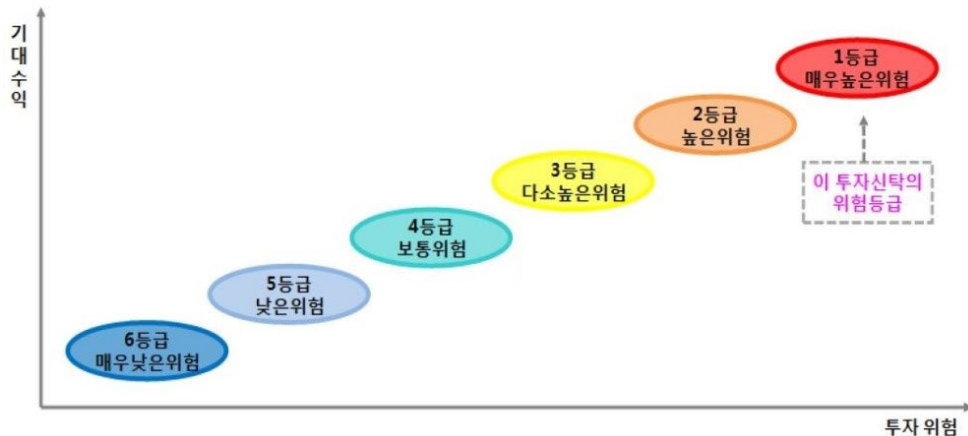 기대수익
1등급
매우높은위험
2등급
높은위험
3등급
다소높은위험
이 투자신탁의
위험등급
4등급
보통위험
5등급
낮은위험
6등급
매우낮은위험
투자 위험